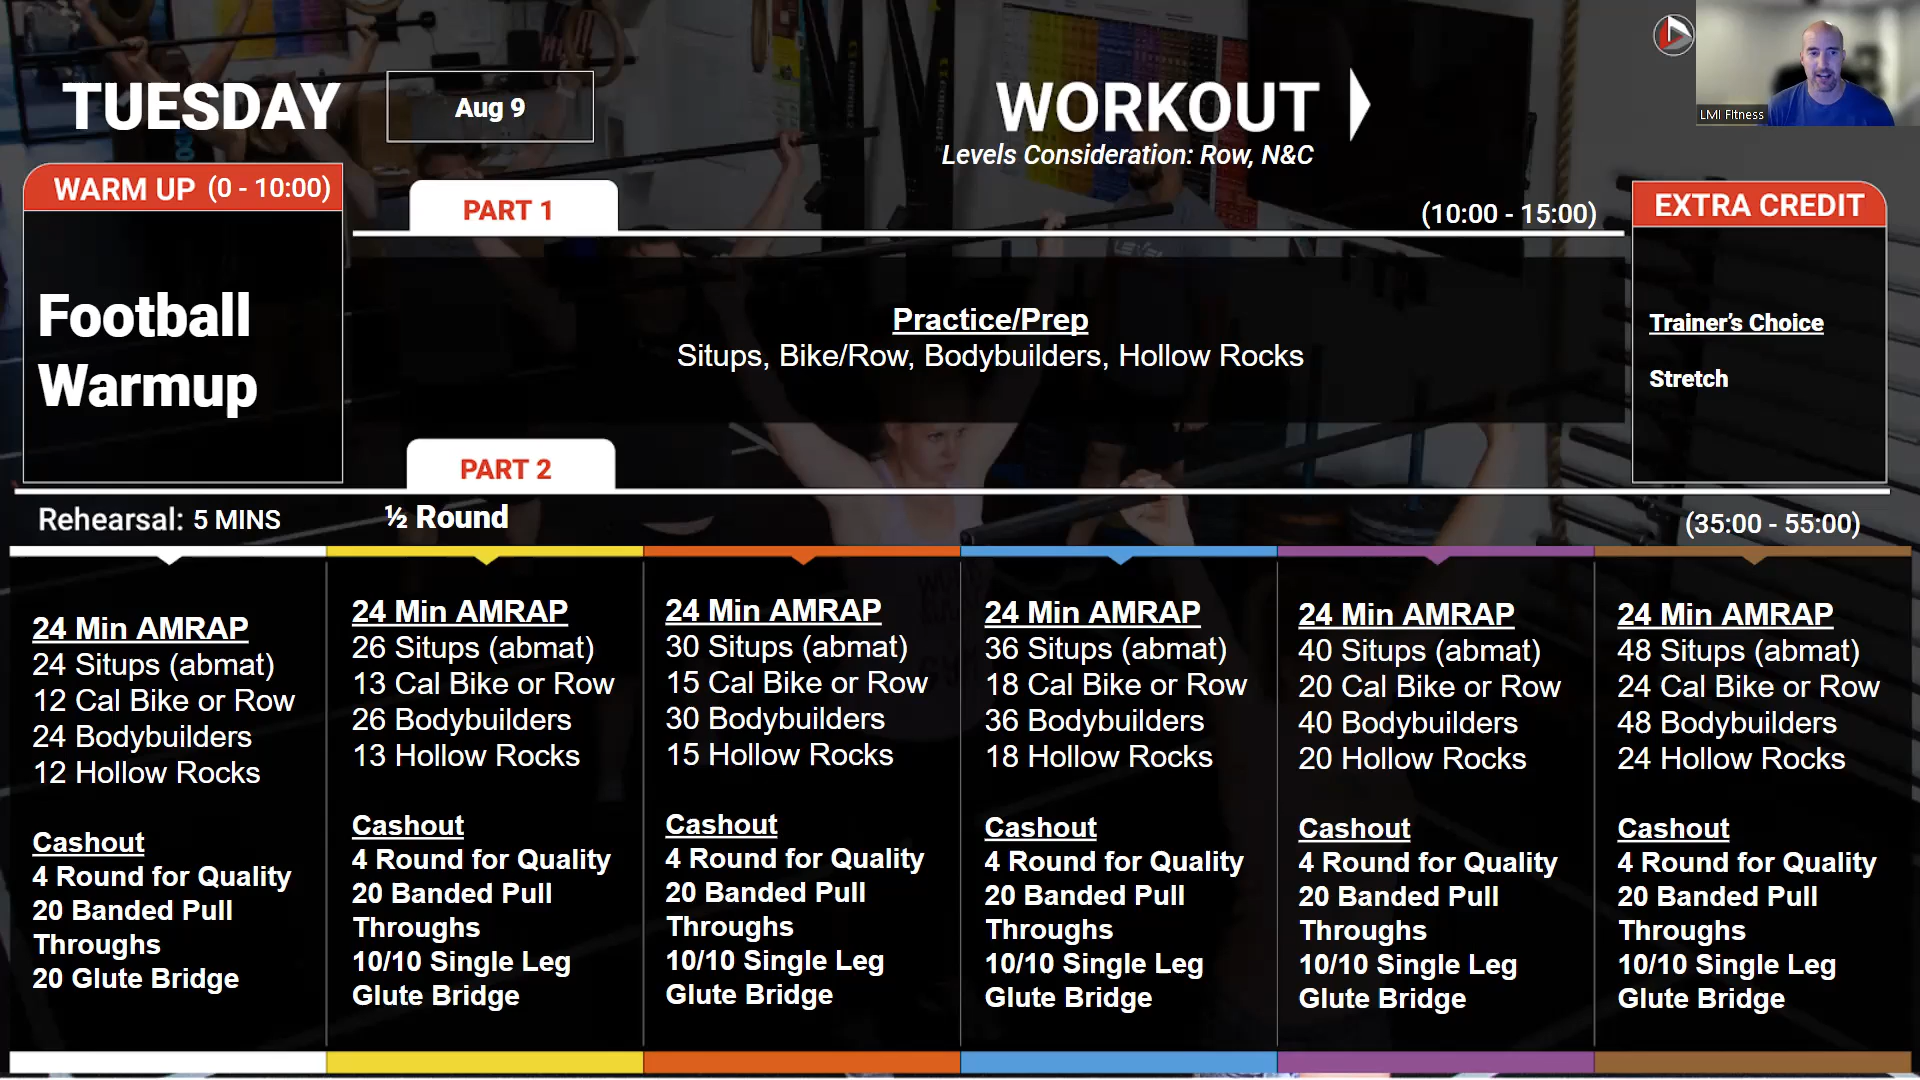 TUESDAY
Aug 9
WORKOUT
Levels Consideration: Row, N&C
LMI Fitness
WARM UP (0 - 10:00)
Football
Warmup
PART 1
(10:00 - 15:00)
Practice/Prep
Situps, Bike/Row, Bodybuilders, Hollow Rocks
EXTRA CREDIT
Trainer's Choice
Stretch
PART 2
Rehearsal: 5 MINS
½ Round
(35:00 - 55:00)
24 Min AMRAP
24 Situps (abmat)
12 Cal Bike or Row
24 Bodybuilders
12 Hollow Rocks
Cashout
4 Round for Quality
20 Banded Pull
Throughs
20 Glute Bridge
24 Min AMRAP
26 Situps (abmat)
13 Cal Bike or Row
26 Bodybuilders
13 Hollow Rocks
Cashout
4 Round for Quality
20 Banded Pull
Throughs
10/10 Single Leg
Glute Bridge
24 Min AMRAP
30 Situps (abmat)
15 Cal Bike or Row
30 Bodybuilders
15 Hollow Rocks
Cashout
4 Round for Quality
20 Banded Pull
Throughs
10/10 Single Leg
Glute Bridge
24 Min AMRAP
36 Situps (abmat)
18 Cal Bike or Row
36 Bodybuilders
18 Hollow Rocks
Cashout
4 Round for Quality
20 Banded Pull
Throughs
10/10 Single Leg
Glute Bridge
24 Min AMRAP
40 Situps (abmat)
20 Cal Bike or Row
40 Bodybuilders
20 Hollow Rocks
Cashout
4 Round for Quality
20 Banded Pull
Throughs
10/10 Single Leg
Glute Bridge
24 Min AMRAP
48 Situps (abmat)
24 Cal Bike or Row
48 Bodybuilders
24 Hollow Rocks
Cashout
4 Round for Quality
20 Banded Pull
Throughs
10/10 Single Leg
Glute Bridge